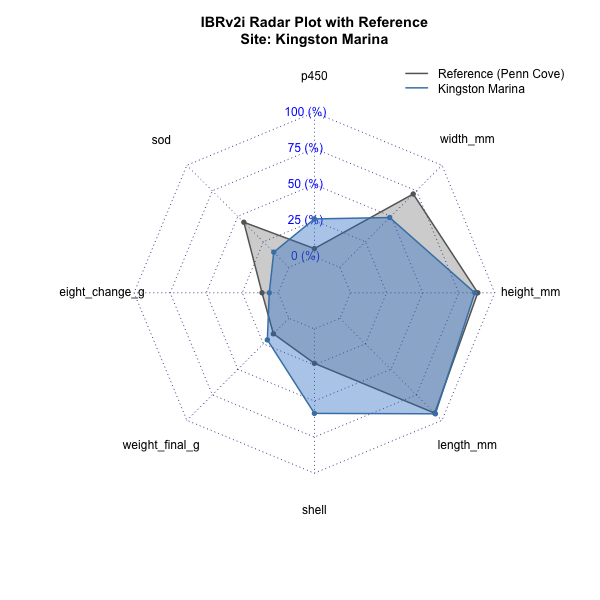 IBRv2i Radar Plot with Reference
Site: Kingston Marina
p450
Reference (Penn Cove)
Kingston Marina
100 (%)
sod
width_mm
75 (%)
50 (%)
25 (%)
0 (%)
eight_change_g
height_mm
weight_final_g
length_mm
shell